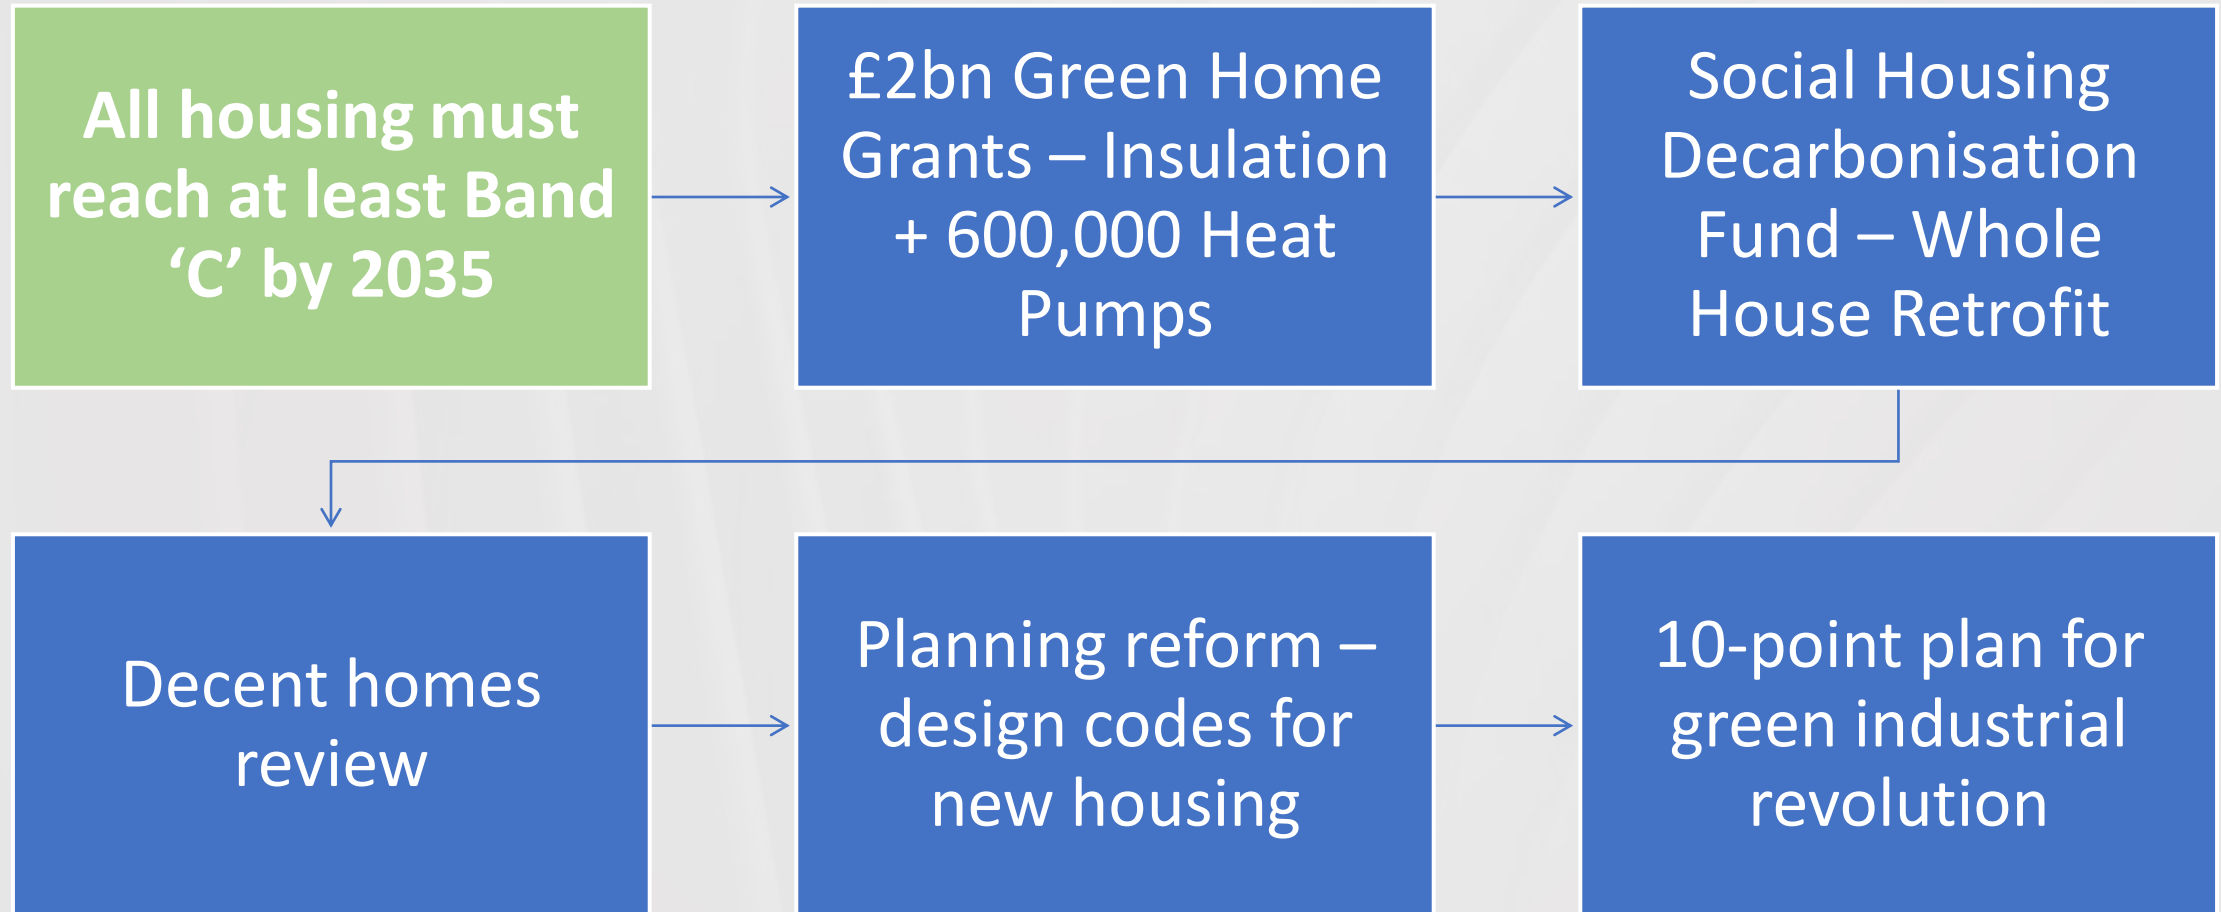 All housing must
reach at least Band
‘C’ by 2035
£2bn Green Home
Grants – Insulation
+ 600,000 Heat
Pumps
Social Housing
Decarbonisation
Fund – Whole
House Retrofit
Decent homes
review
Planning reform –
design codes for
new housing
10-point plan for
green industrial
revolution